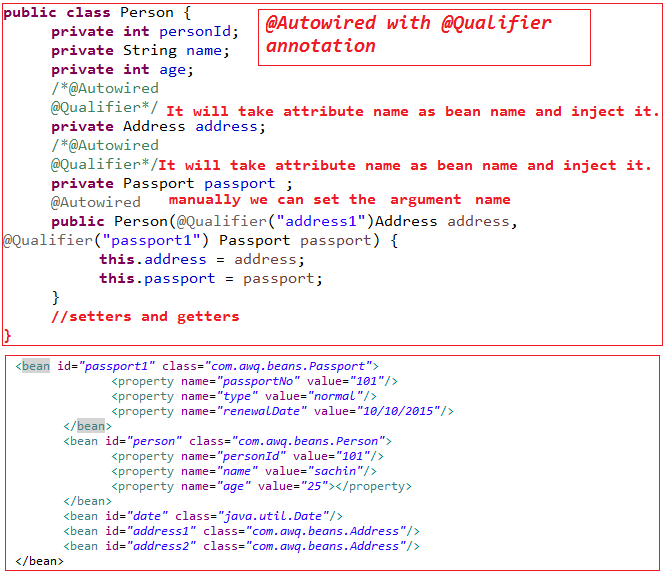 public class Person {
private int personId;
@Autowired with @Qualifier
annotation
private String name;
private int age;
/*@Autowired
@Qualifier*/ It will take attribute name as bean name and inject it.
private Address address;
/*@Autowired
@Qualifier*/It will take attribute name as bean name and inject it.
private Passport passport ;
@Autowired manually we can set the argument name
public Person(@Qualifier("address1")Address address,
@Qualifier("passport1") Passport passport) {
this.address = address;
this.passport = passport;
}
//setters and getters
}
<bean id="passport1" class="com.awq.beans.Passport">
<property name="passportNo" value="101"/>
<property name="type" value="normal"/>
<property name="renewalDate" value="10/10/2015"/>
</bean>
<bean id="person" class="com.awq.beans.Person">
<property name="personId" value="101"/>
<property name="name" value="sachin"/>
<property name="age" value="25"></property>
</bean>
<bean id="date" class="java.util.Date"/>
<bean id="address1" class="com.awq.beans.Address"/>
<bean id="address2" class="com.awq.beans.Address"/>
</bean>